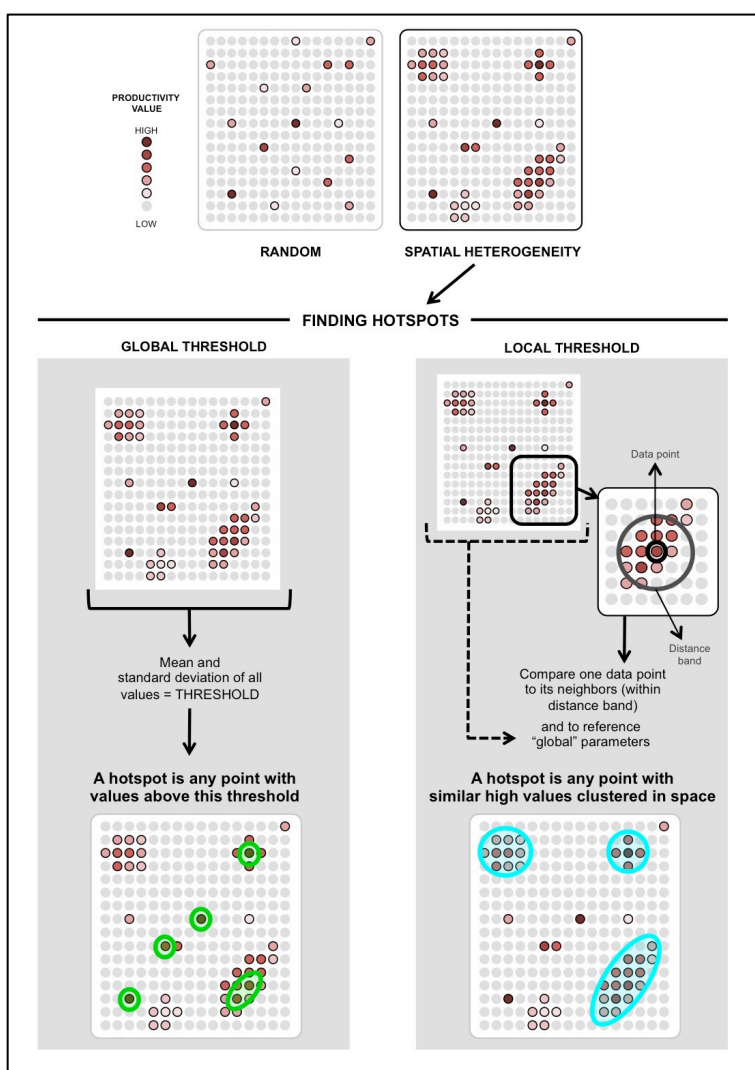 PRODUCTIVITY
VALUE
HIGH
LOW
RANDOM
SPATIAL HETEROGENEITY
FINDING HOTSPOTS
GLOBAL THRESHOLD
Mean and
standard deviation of all
values = THRESHOLD
A hotspot is any point with
values above this threshold
LOCAL THRESHOLD
Data point
Distance
band
Compare one data point
to its neighbors (within
distance band)
and to reference
“global” parameters
A hotspot is any point with
similar high values clustered in space